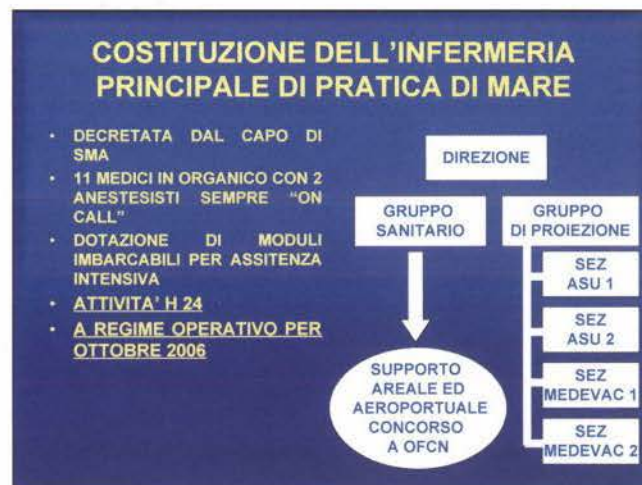 COSTITUZIONE DELL'INFERMERIA
PRINCIPALE DI PRATICA DI MARE
• DECRETATA DAL CAPO DI
SMA
• 11 MEDICI IN ORGANICO CON 2
ANESTESISTI SEMPRE "ON
CALL"
• DOTAZIONE DI MODULI
IMBARCABILI PER ASSITENZA
INTENSIVA
• ATTIVITA' H 24
• A REGIME OPERATIVO PER
OTTOBRE 2006
DIREZIONE
GRUPPO
SANITARIO
SUPPORTO
AREALE ED
AEROPORTUALE
CONCORSO
A OFCN
GRUPPO
DI PROIEZIONE
SEZ
ASU 1
SEZ
ASU 2
SEZ
MEDEVAC 1
SEZ
MEDEVAC 2